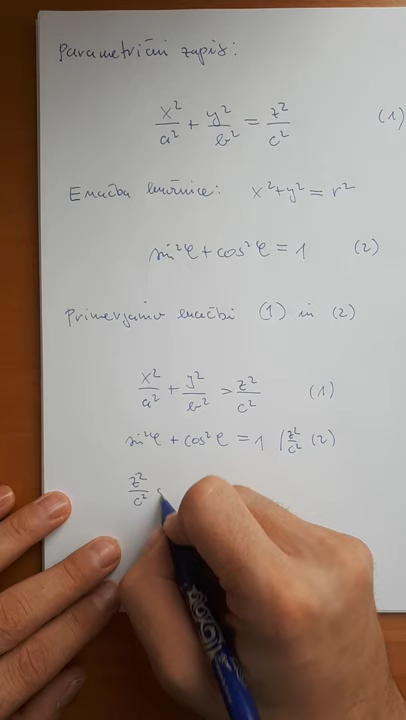 Parametrični zapis:
x²/a² + y²/b² = z²/c² (1)
Enačba krožnice: x² + y² = r²
sin²φ + cos²φ = 1 (2)
Primerjamo enačbi (1) in (2)
x²/a² + y²/b² = z²/c² (1)
sin²φ + cos²φ = 1 | z²/c² (2)
z²/c²